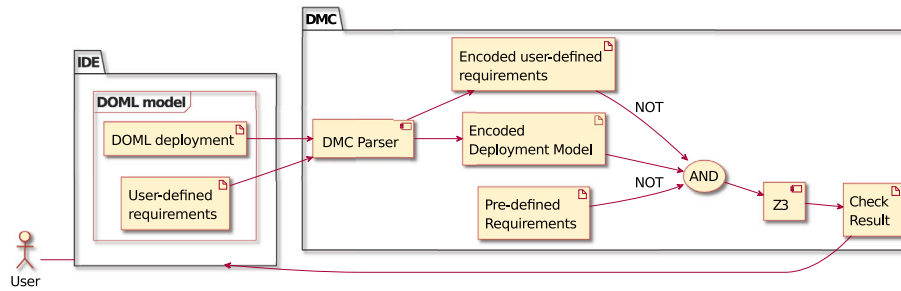 DMC
IDE
DOML model
DOML deployment
User-defined
requirements
User
DMC Parser
Encoded user-defined
requirements
Encoded
Deployment Model
Pre-defined
Requirements
NOT
NOT
AND
Z3
Check
Result